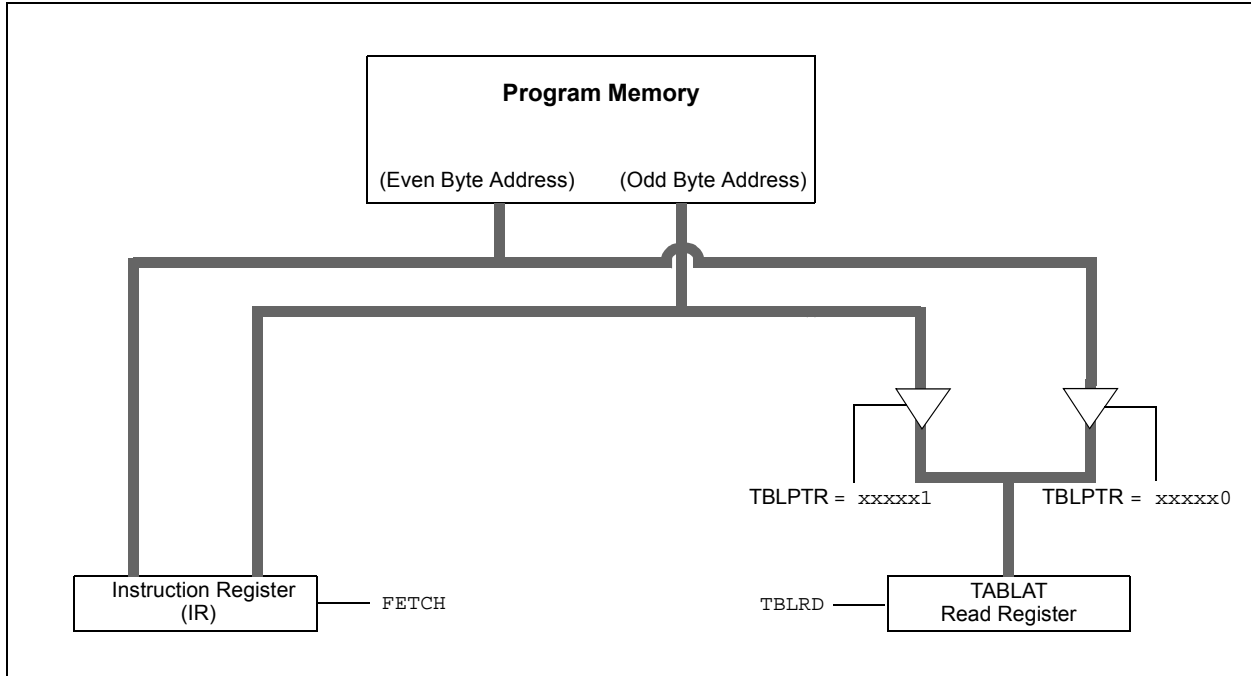 Program Memory
(Even Byte Address) (Odd Byte Address)
TBLPTR = xxxxx1
TBLPTR = xxxxx0
Instruction Register
(IR)
FETCH
TBLRD
TABLAT
Read Register